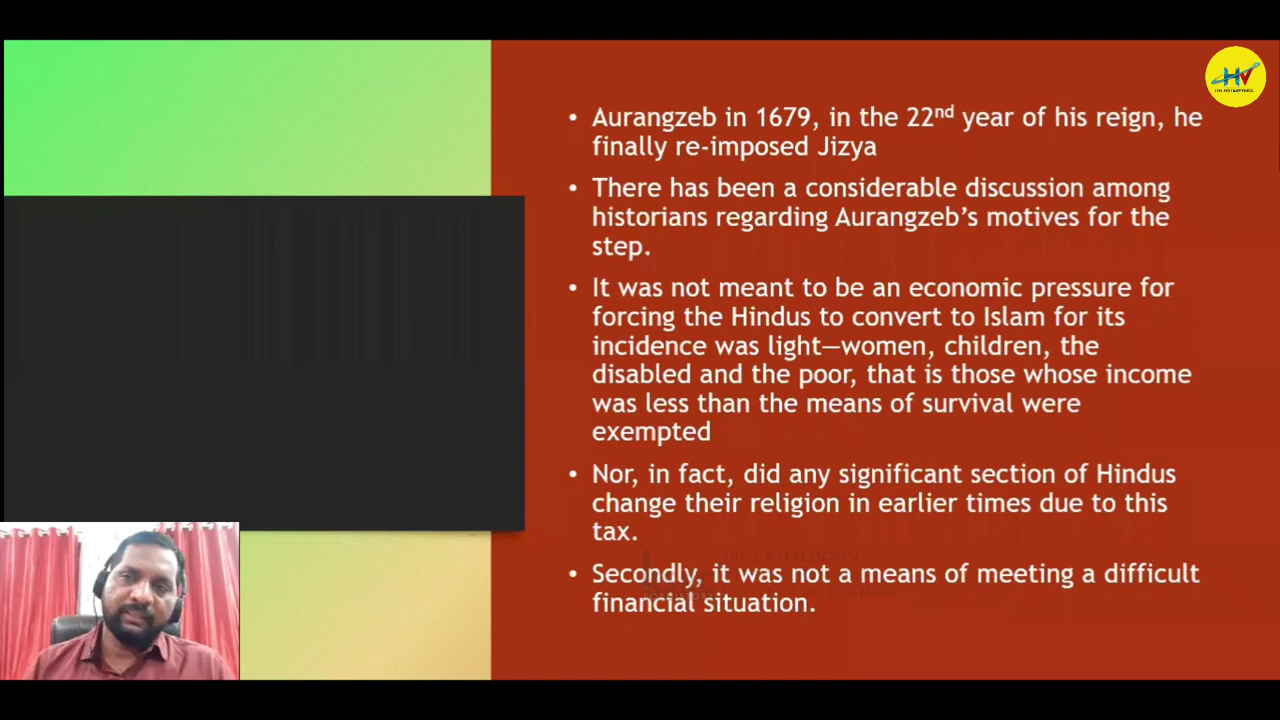 • Aurangzeb in 1679, in the 22nd year of his reign, he
finally re-imposed Jizya
• There has been a considerable discussion among
historians regarding Aurangzeb’s motives for the
step.
• It was not meant to be an economic pressure for
forcing the Hindus to convert to Islam for its
incidence was light—women, children, the
disabled and the poor, that is those whose income
was less than the means of survival were
exempted
• Nor, in fact, did any significant section of Hindus
change their religion in earlier times due to this
tax.
• Secondly, it was not a means of meeting a difficult
financial situation.
HV
IBNE KHALDOON
HISTORY